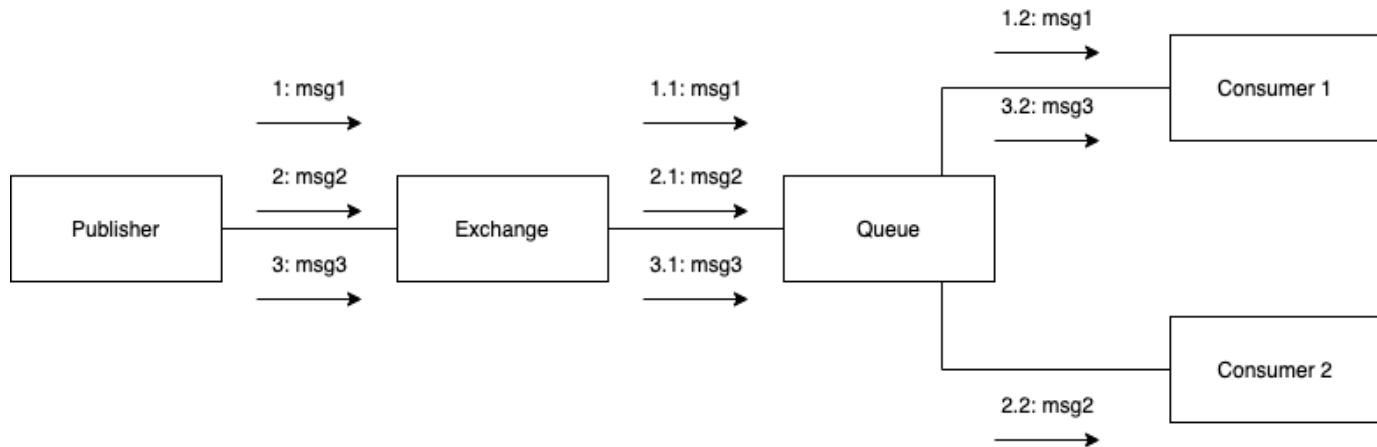 1.2: msg1
1: msg1
1.1: msg1
Consumer 1
3.2: msg3
2: msg2
2.1: msg2
Publisher
Exchange
Queue
3: msg3
3.1: msg3
Consumer 2
2.2: msg2